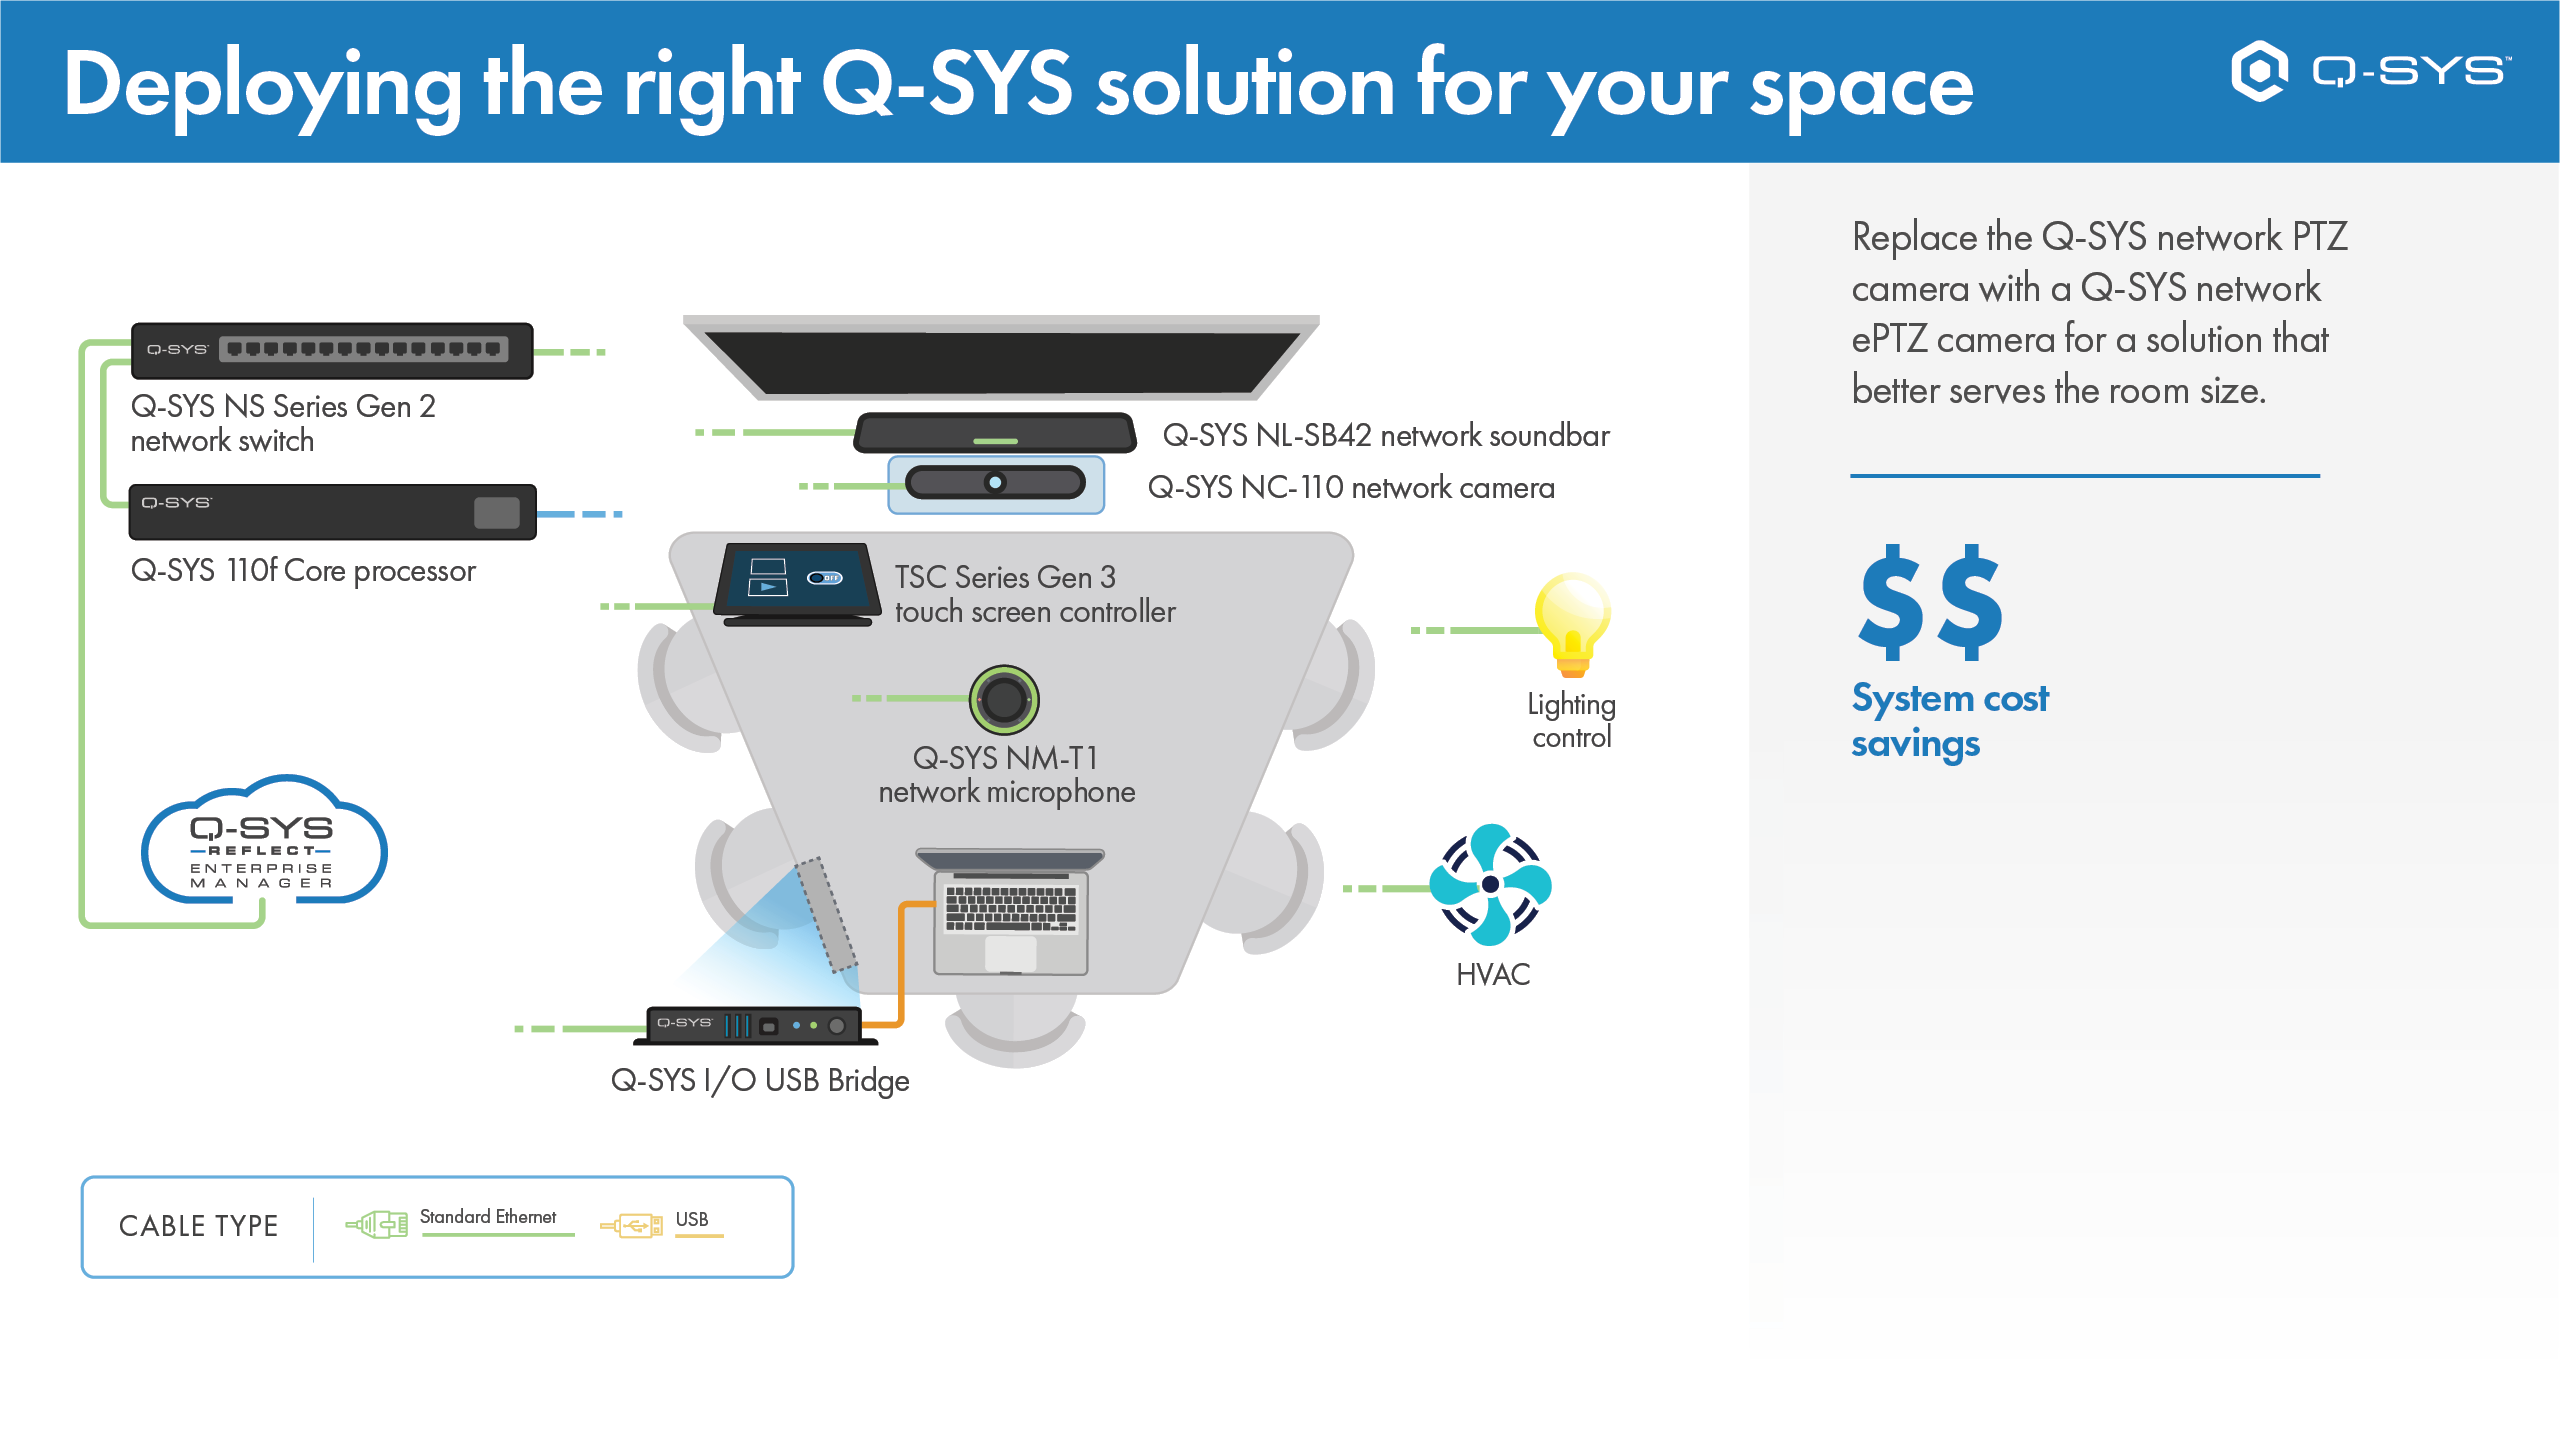 Deploying the right Q-SYS solution for your space
Q-SYS™
Replace the Q-SYS network PTZ
camera with a Q-SYS network
ePTZ camera for a solution that
better serves the room size.
$$
System cost
savings
Q-SYS
Q-SYS NS Series Gen 2
network switch
Q-SYS
Q-SYS 110f Core processor
Q-SYS NL-SB42 network soundbar
Q-SYS NC-110 network camera
OFF
TSC Series Gen 3
touch screen controller
Q-SYS NM-T1
network microphone
Lighting
control
HVAC
Q-SYS
REFLECT
ENTERPRISE
MANAGER
Q-SYS
Q-SYS I/O USB Bridge
CABLE TYPE
Standard Ethernet
USB